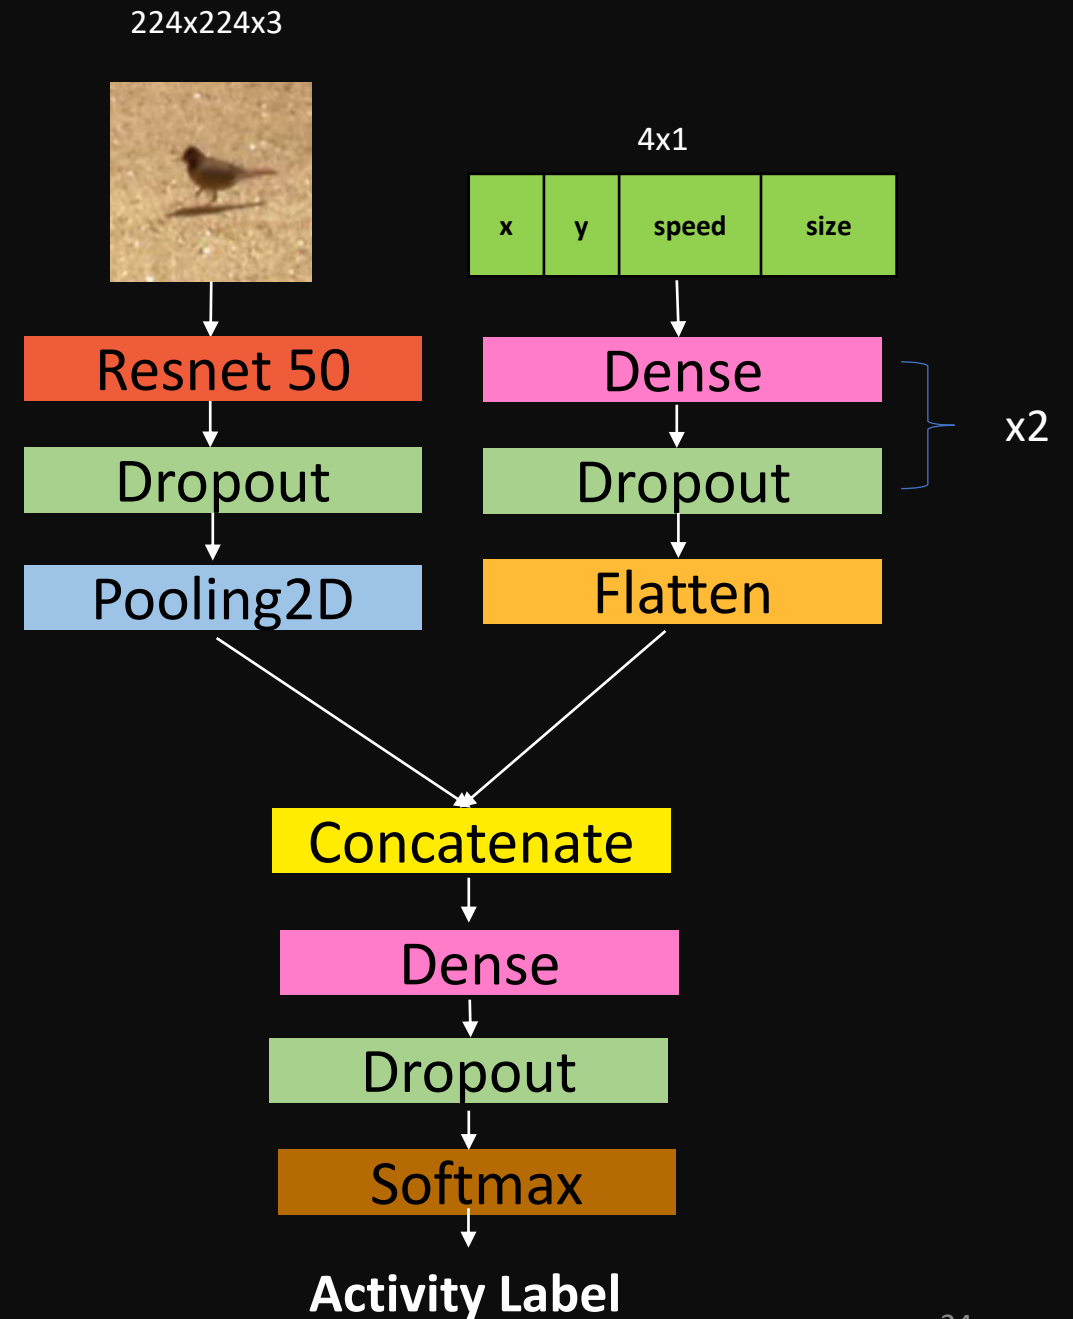 224x224x3
4x1
x y speed size
Resnet 50
Dense
x2
Dropout
Dropout
Pooling2D
Flatten
Concatenate
Dense
Dropout
Softmax
Activity Label